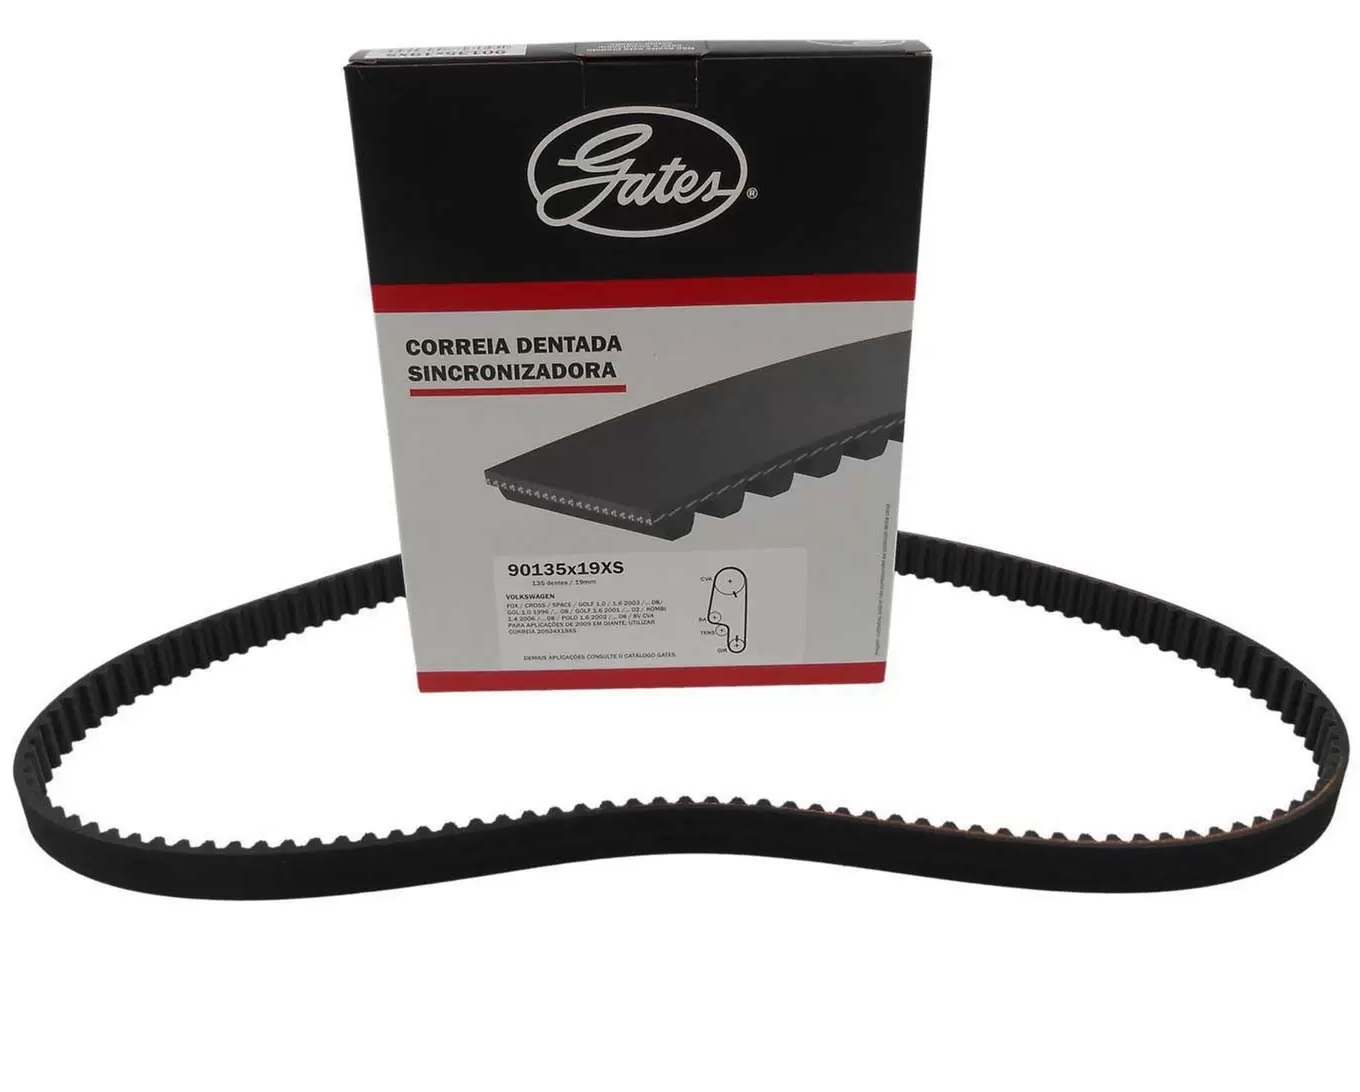 90135x19XS
Gates®
CORREIA DENTADA
SINCRONIZADORA
90135x19XS
135 dentes / 19mm
VOLKSWAGEN
FOX / CROSS / SPACE / GOLF 1.0 / 1.6 2003 /... 08/
GOL 1.0 1996 /... 08 / GOLF 1.6 2001 /... 02 / KOMBI
1.4 2006 /... 08 / POLO 1.6 2002 /... 08 / 8V CVA
PARA APLICAÇÕES DE 2009 EM DIANTE, UTILIZAR
CORREIA 20524X19XS
CVA
BA
TENS
GIR
DEMAIS APLICAÇÕES CONSULTE O CATÁLOGO GATES